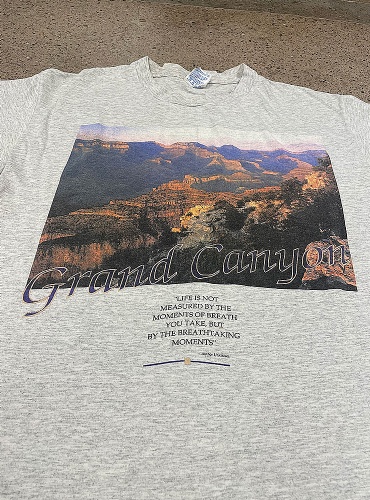 Grand Canyon
"LIFE IS NOT
MEASURED BY THE
MOMENTS OF BREATH
YOU TAKE, BUT
BY THE BREATHTAKING
MOMENTS"